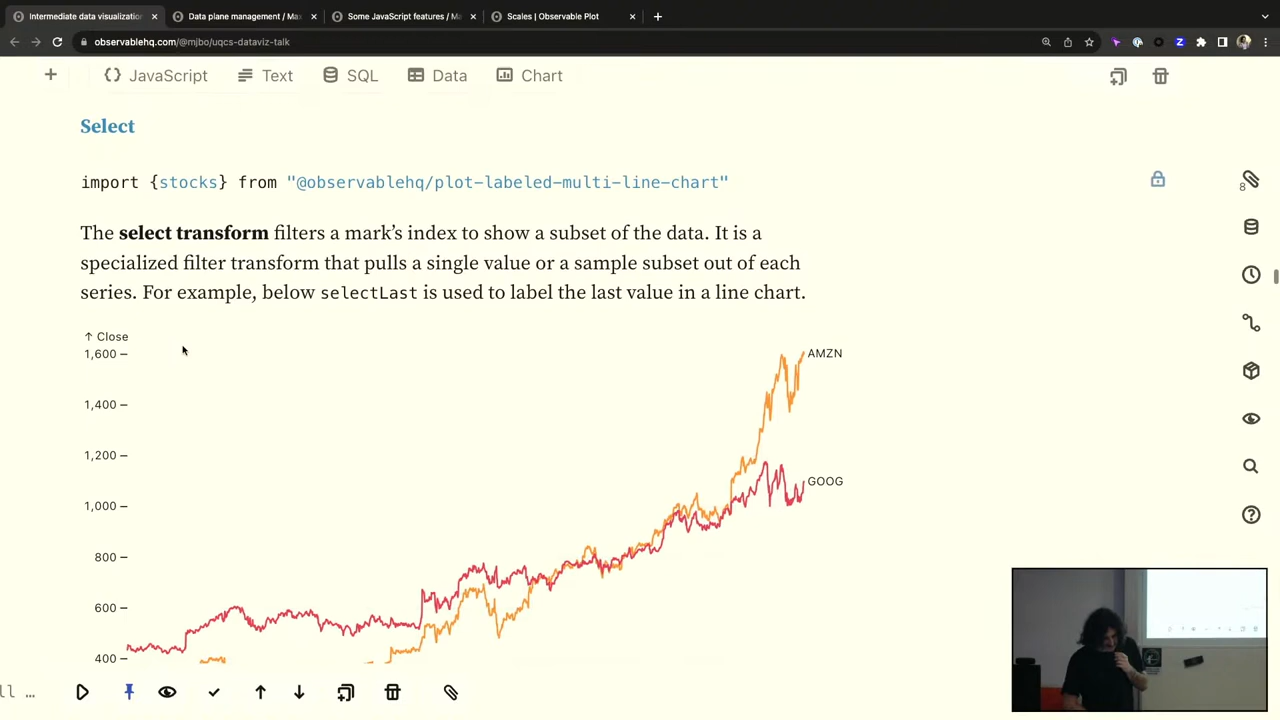 Intermediate data visualizatio
Data plane management / Ma
Some JavaScript features / M
Scales | Observable Plot
observablehq.com/@mjbo/uqcs-dataviz-talk
JavaScript
Text
SQL
Data
Chart
Select
import {stocks} from "@observablehq/plot-labeled-multi-line-chart"
8
The select transform filters a mark’s index to show a subset of the data. It is a
specialized filter transform that pulls a single value or a sample subset out of each
series. For example, below selectLast is used to label the last value in a line chart.
↑ Close
1,600
AMZN
1,400
1,200
GOOG
1,000
800
600
400
ll …